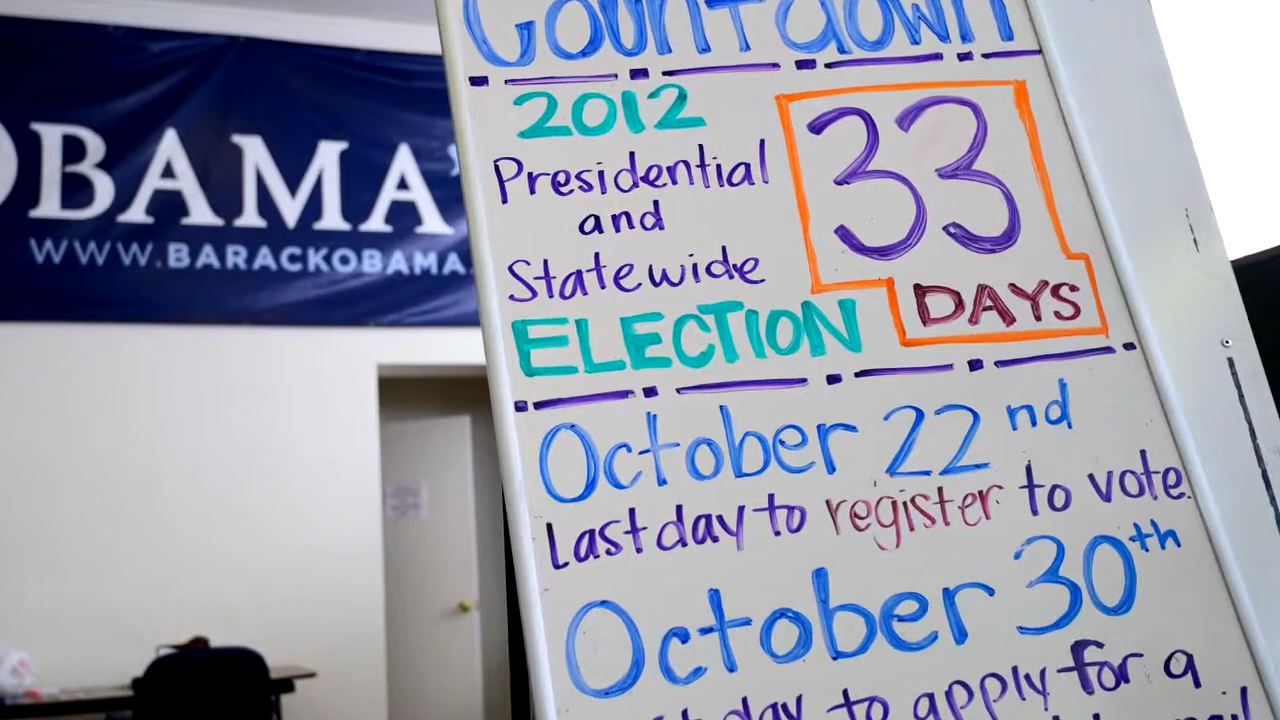 OBAMA
WWW.BARACKOBAMA.
Countdown
2012
Presidential
and
Statewide
ELECTION
33
DAYS
October 22nd
Last day to register to vote.
October 30th
day to apply for a